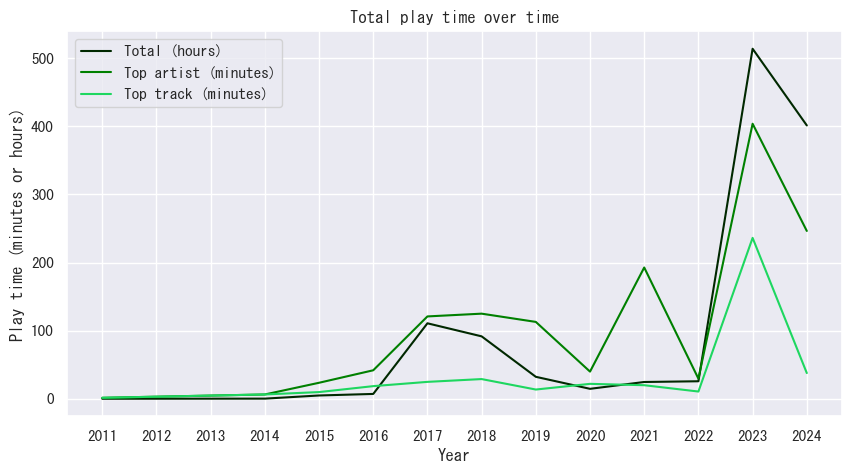 Total play time over time
Total (hours)
Top artist (minutes)
Top track (minutes)
Play time (minutes or hours)
500
400
300
200
100
0
2011 2012 2013 2014 2015 2016 2017 2018 2019 2020 2021 2022 2023 2024
Year